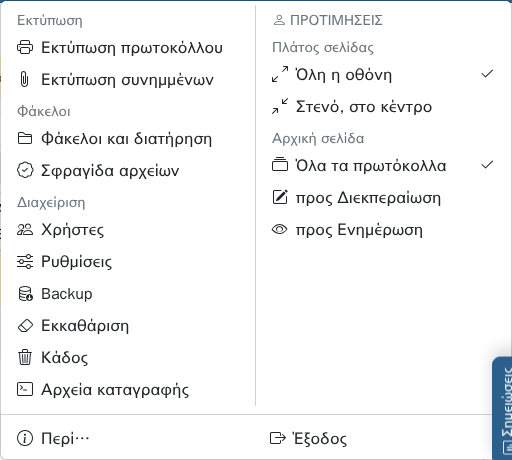 Εκτύπωση
Εκτύπωση πρωτοκόλλου
Εκτύπωση συνημμένων
Φάκελοι
Φάκελοι και διατήρηση
Σφραγίδα αρχείων
Διαχείριση
Χρήστες
Ρυθμίσεις
Backup
Εκκαθάριση
Κάδος
Αρχεία καταγραφής
ΠΡΟΤΙΜΗΣΕΙΣ
Πλάτος σελίδας
Όλη η οθόνη
Στενό, στο κέντρο
Αρχική σελίδα
Όλα τα πρωτόκολλα
προς Διεκπεραίωση
προς Ενημέρωση
Περί···
Έξοδος
Σημειώσεις